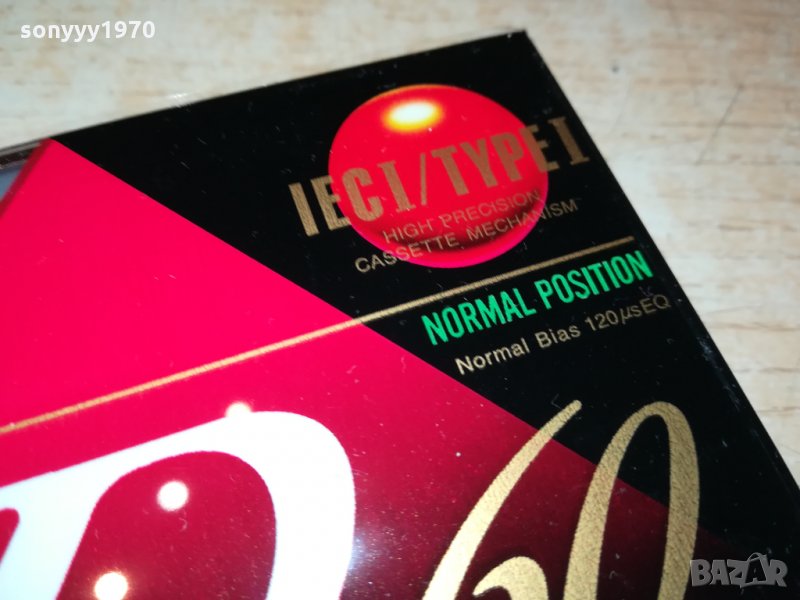 sonyyy1970
IEC I / TYPE I
HIGH PRECISION
CASSETTE MECHANISM
NORMAL POSITION
Normal Bias 120μsEQ
60
BAZAR